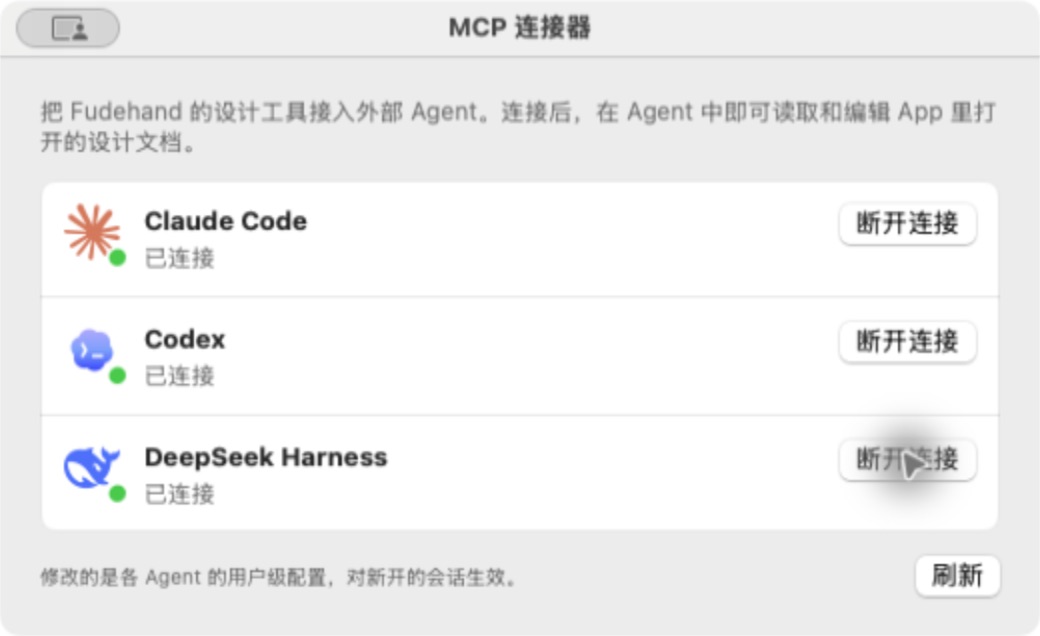 MCP 连接器
把 Fudehand 的设计工具接入外部 Agent。连接后，在 Agent 中即可读取和编辑 App 里打
开的设计文档。
Claude Code
断开连接
已连接
Codex
断开连接
已连接
DeepSeek Harness
断开连接
已连接
修改的是各 Agent 的用户级配置，对新开的会话生效。
刷新